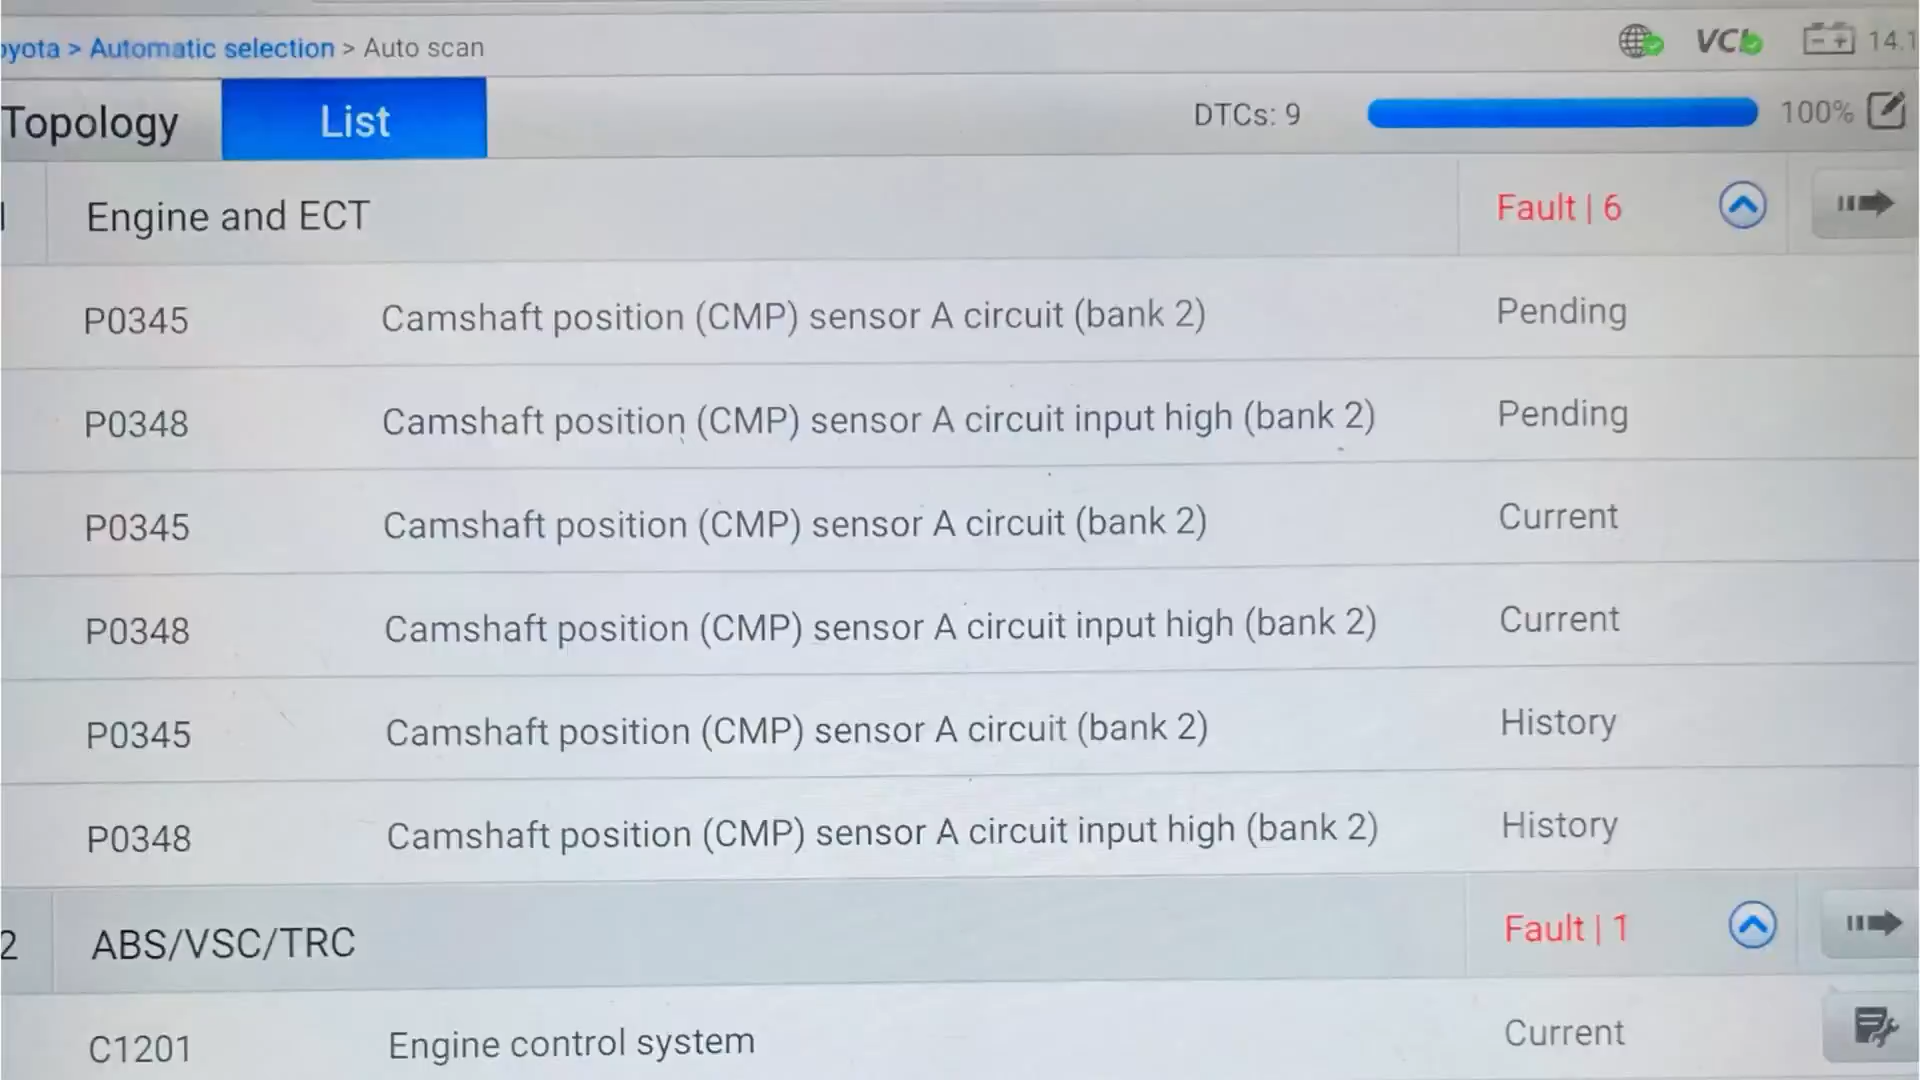 oyota > Automatic selection > Auto scan
VCI
14.1
Topology
List
DTCs: 9
100%
Engine and ECT
Fault | 6
P0345 Camshaft position (CMP) sensor A circuit (bank 2) Pending
P0348 Camshaft position (CMP) sensor A circuit input high (bank 2) Pending
P0345 Camshaft position (CMP) sensor A circuit (bank 2) Current
P0348 Camshaft position (CMP) sensor A circuit input high (bank 2) Current
P0345 Camshaft position (CMP) sensor A circuit (bank 2) History
P0348 Camshaft position (CMP) sensor A circuit input high (bank 2) History
2 ABS/VSC/TRC Fault | 1
C1201 Engine control system Current